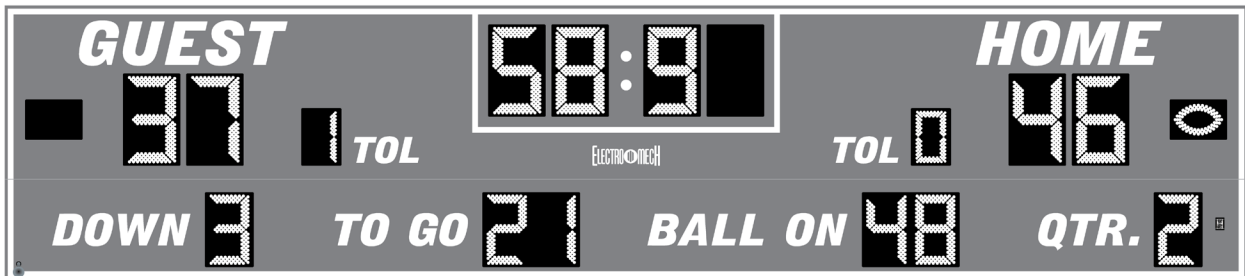 GUEST 58:9 HOME
37 1 TOL TOL 0 46
ELECTRO MECH
DOWN 3 TO GO 21 BALL ON 48 QTR. 2